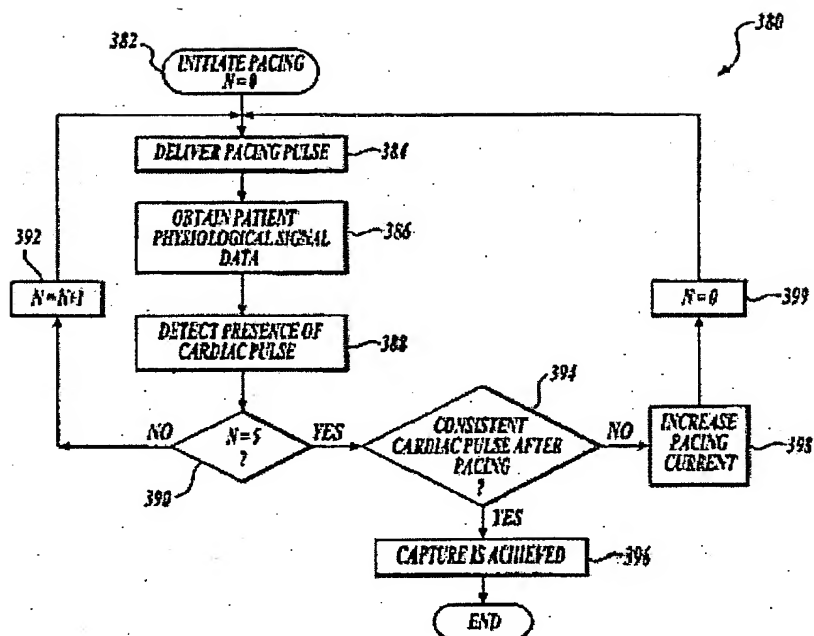 380
382
INITIATE PACING
N = 0
DELIVER PACING PULSE
384
OBTAIN PATIENT
PHYSIOLOGICAL SIGNAL
DATA
386
392
N = N+1
N = 0
399
DETECT PRESENCE OF
CARDIAC PULSE
388
394
NO
N = 5
?
YES
390
CONSISTENT
CARDIAC PULSE AFTER
PACING
?
NO
INCREASE
PACING
CURRENT
398
YES
CAPTURE IS ACHIEVED
396
END